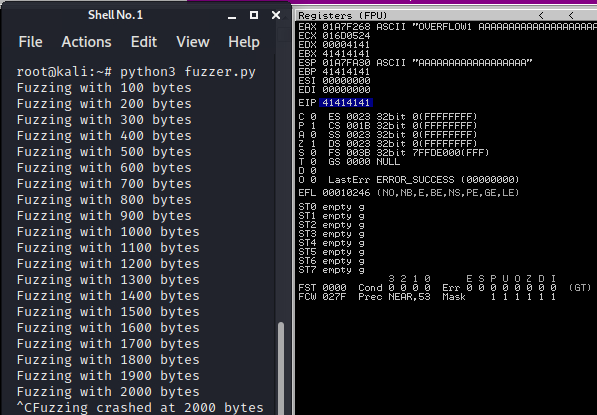 Shell No. 1
File Actions Edit View Help
root@kali:~# python3 fuzzer.py
Fuzzing with 100 bytes
Fuzzing with 200 bytes
Fuzzing with 300 bytes
Fuzzing with 400 bytes
Fuzzing with 500 bytes
Fuzzing with 600 bytes
Fuzzing with 700 bytes
Fuzzing with 800 bytes
Fuzzing with 900 bytes
Fuzzing with 1000 bytes
Fuzzing with 1100 bytes
Fuzzing with 1200 bytes
Fuzzing with 1300 bytes
Fuzzing with 1400 bytes
Fuzzing with 1500 bytes
Fuzzing with 1600 bytes
Fuzzing with 1700 bytes
Fuzzing with 1800 bytes
Fuzzing with 1900 bytes
Fuzzing with 2000 bytes
^CFuzzing crashed at 2000 bytes
Registers (FPU) < <
EAX 01A7F268 ASCII "OVERFLOW1 AAAAAAAAAAAAAAAAAAA
ECX 016D0524
EDX 00004141
EBX 41414141
ESP 01A7FA30 ASCII "AAAAAAAAAAAAAAAAAA"
EBP 41414141
ESI 00000000
EDI 00000000
EIP 41414141
C 0 ES 0023 32bit 0(FFFFFFFF)
P 1 CS 001B 32bit 0(FFFFFFFF)
A 0 SS 0023 32bit 0(FFFFFFFF)
Z 1 DS 0023 32bit 0(FFFFFFFF)
S 0 FS 003B 32bit 7FFDE000(FFF)
T 0 GS 0000 NULL
D 0
O 0 LastErr ERROR_SUCCESS (00000000)
EFL 00010246 (NO,NB,E,BE,NS,PE,GE,LE)
ST0 empty g
ST1 empty g
ST2 empty g
ST3 empty g
ST4 empty g
ST5 empty g
ST6 empty g
ST7 empty g
3 2 1 0 E S P U O Z D I
FST 0000 Cond 0 0 0 0 Err 0 0 0 0 0 0 0 0 (GT)
FCW 027F Prec NEAR,53 Mask 1 1 1 1 1 1